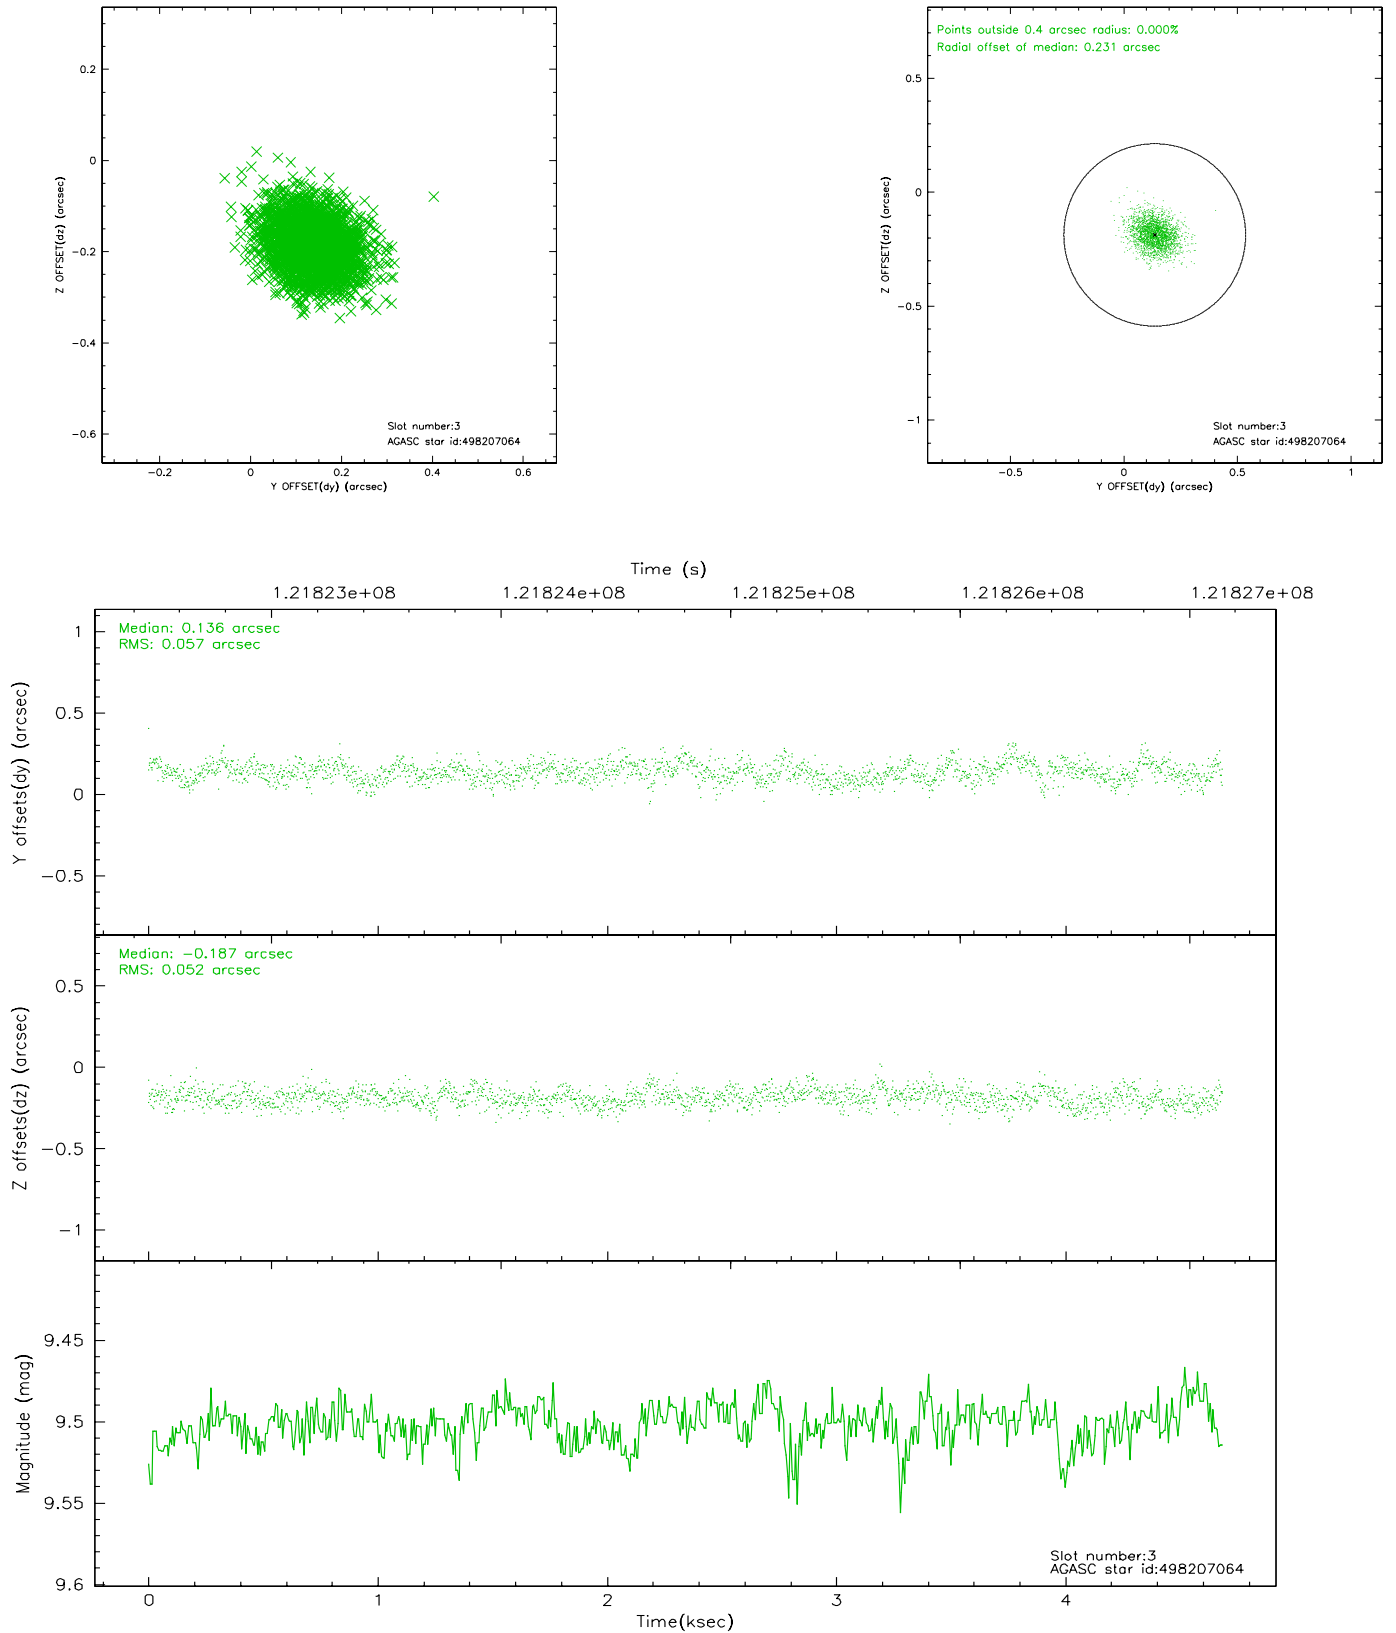 0.2
0
−0.2
−0.4
−0.6
Z OFFSET(dz) (arcsec)
Slot number:3
AGASC star id:498207064
−0.2
0
0.2
0.4
0.6
Y OFFSET(dy) (arcsec)
Points outside 0.4 arcsec radius: 0.000%
Radial offset of median: 0.231 arcsec
0.5
0
−0.5
−1
Z OFFSET(dz) (arcsec)
Slot number:3
AGASC star id:498207064
−0.5
0
0.5
1
Y OFFSET(dy) (arcsec)
Time (s)
1.21823e+08
1.21824e+08
1.21825e+08
1.21826e+08
1.21827e+08
Median: 0.136 arcsec
RMS: 0.057 arcsec
1
0.5
0
−0.5
Y offsets(dy) (arcsec)
Median: −0.187 arcsec
RMS: 0.052 arcsec
0.5
0
−0.5
−1
Z offsets(dz) (arcsec)
9.45
9.5
9.55
9.6
Magnitude (mag)
Slot number:3
AGASC star id:498207064
0
1
2
3
4
Time(ksec)